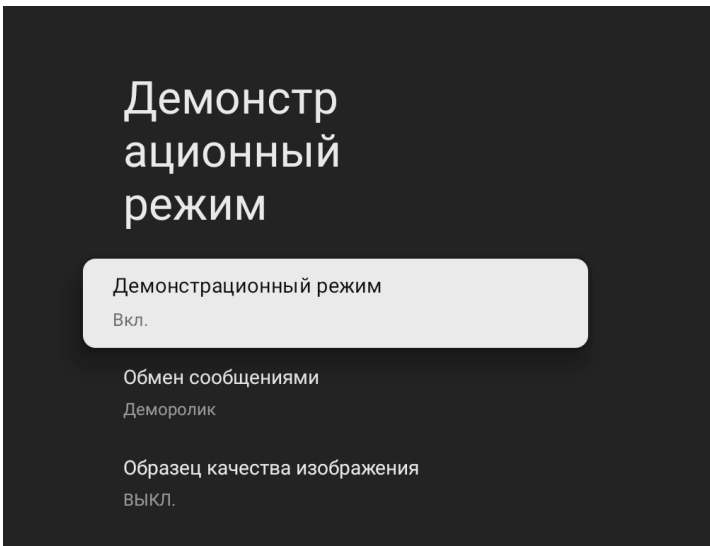 Демонстр
ационный
режим
Демонстрационный режим
Вкл.
Обмен сообщениями
Деморолик
Образец качества изображения
ВЫКЛ.